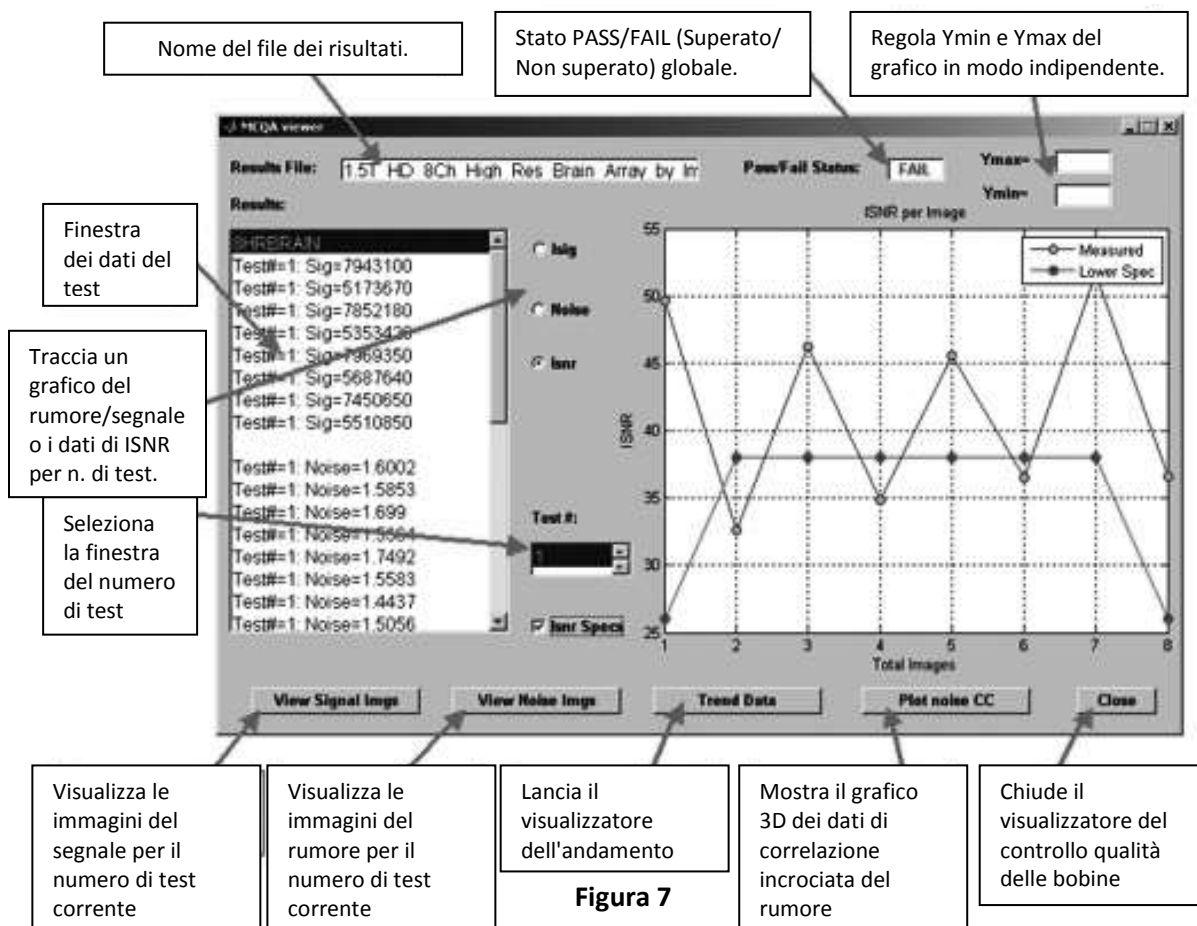 Nome del file dei risultati.
Stato PASS/FAIL (Superato/
Non superato) globale.
Regola Ymin e Ymax del
grafico in modo indipendente.
MCQA viewer
Results File:
1.5T HD 8Ch High Res Brain Array by Im
Pass/Fail Status:
FAIL
Ymax=
Ymin=
Results:
Finestra
dei dati del
test
Traccia un
grafico del
rumore/segnale
o i dati di ISNR
per n. di test.
Seleziona
la finestra
del numero
di test
8HRBRAIN
Test#=1: Sig=7943100
Test#=1: Sig=5173670
Test#=1: Sig=7852180
Test#=1: Sig=7969350
Test#=1: Sig=5687640
Test#=1: Sig=7450650
Test#=1: Sig=5510850
Test#=1: Noise=1.6002
Test#=1: Noise=1.5853
Test#=1: Noise=1.699
Test#=1: Noise=1.7492
Test#=1: Noise=1.5583
Test#=1: Noise=1.4437
Test#=1: Noise=1.5056
Isig
Noise
Isnr
Test #:
1
Isnr Specs
ISNR per Image
Measured
Lower Spec
ISNR
55
50
45
40
35
30
25
1 2 3 4 5 6 7 8
Total Images
View Signal Imgs
View Noise Imgs
Trend Data
Plot noise CC
Close
Visualizza le
immagini del
segnale per il
numero di test
corrente
Visualizza le
immagini del
rumore per il
numero di test
corrente
Lancia il
visualizzatore
dell'andamento
Mostra il grafico
3D dei dati di
correlazione
incrociata del
rumore
Chiude il
visualizzatore del
controllo qualità
delle bobine
Figura 7